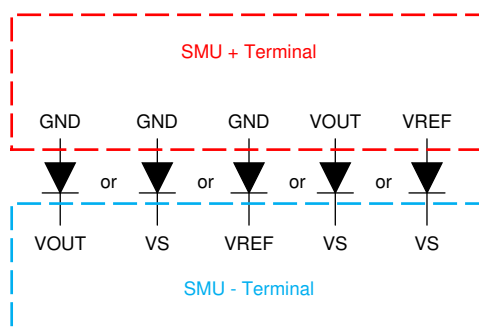 SMU + Terminal
GND GND GND VOUT VREF
or or or or
VOUT VS VREF VS VS
SMU - Terminal